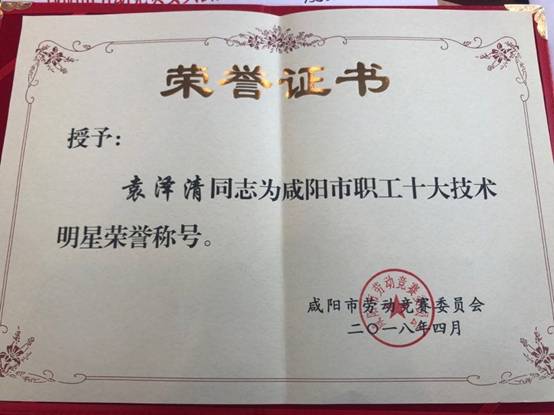 荣誉证书
授予：
袁泽清同志为咸阳市职工十大技术
明星荣誉称号。
咸阳市劳动竞赛委员会
二〇一八年四月